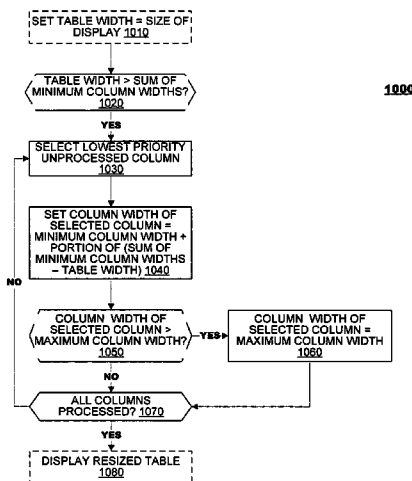 SET TABLE WIDTH = SIZE OF
DISPLAY 1010
TABLE WIDTH > SUM OF
MINIMUM COLUMN WIDTHS?
1020
1000
YES
SELECT LOWEST PRIORITY
UNPROCESSED COLUMN
1030
SET COLUMN WIDTH OF
SELECTED COLUMN =
MINIMUM COLUMN WIDTH +
PORTION OF (SUM OF
MINIMUM COLUMN WIDTHS
– TABLE WIDTH) 1040
NO
COLUMN WIDTH OF
SELECTED COLUMN >
MAXIMUM COLUMN WIDTH?
1050
YES
COLUMN WIDTH OF
SELECTED COLUMN =
MAXIMUM COLUMN WIDTH
1060
NO
ALL COLUMNS
PROCESSED? 1070
YES
DISPLAY RESIZED TABLE
1080